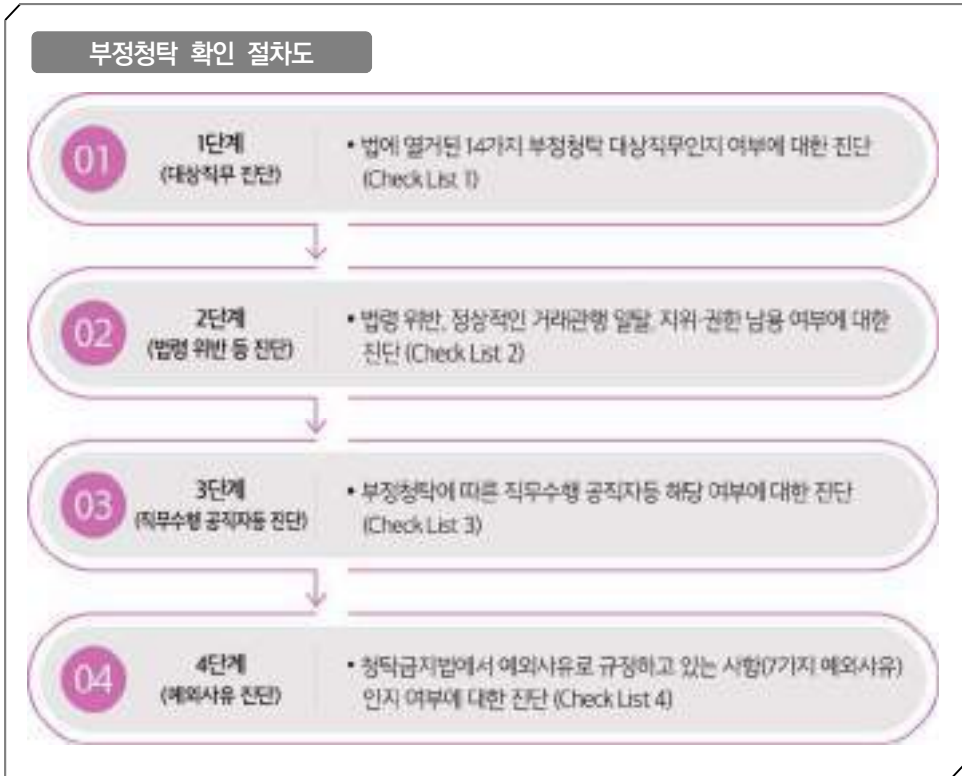 부정청탁 확인 절차도
01
1단계
(대상직무 진단)
• 법에 열거된 14가지 부정청탁 대상직무인지 여부에 대한 진단
(Check List 1)
02
2단계
(법령 위반 등 진단)
• 법령 위반, 정상적인 거래관행 일탈, 지위·권한 남용 여부에 대한
진단 (Check List 2)
03
3단계
(직무수행 공직자등 진단)
• 부정청탁에 따른 직무수행 공직자등 해당 여부에 대한 진단
(Check List 3)
04
4단계
(예외사유 진단)
• 청탁금지법에서 예외사유로 규정하고 있는 사항(7가지 예외사유)
인지 여부에 대한 진단 (Check List 4)